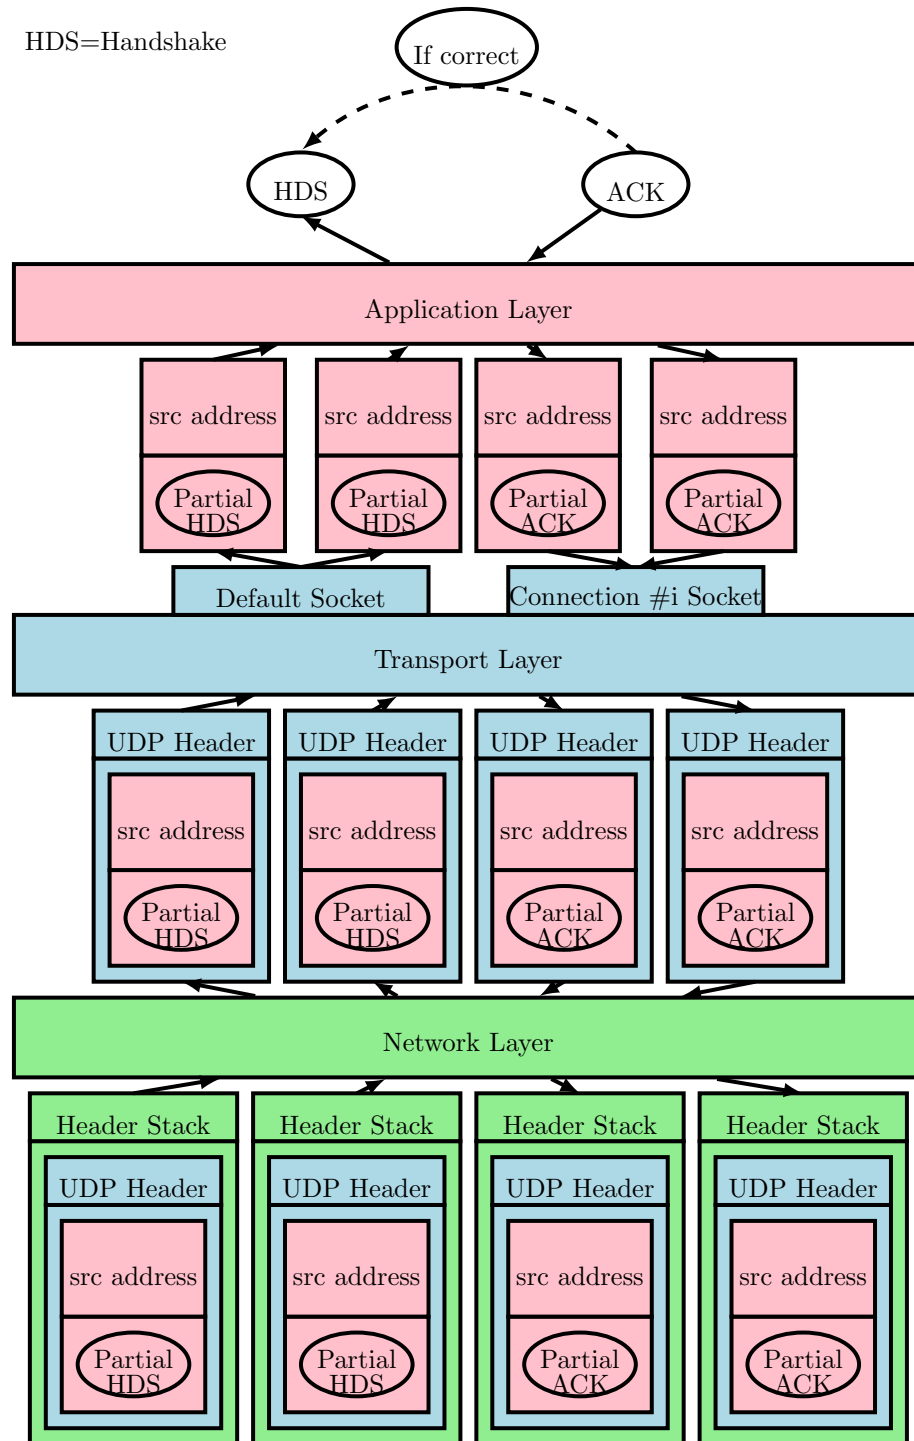 HDS=Handshake
If correct
HDS
ACK
Application Layer
src address
src address
src address
src address
Partial
HDS
Partial
HDS
Partial
ACK
Partial
ACK
Default Socket
Connection #i Socket
Transport Layer
UDP Header
UDP Header
UDP Header
UDP Header
src address
src address
src address
src address
Partial
HDS
Partial
HDS
Partial
ACK
Partial
ACK
Network Layer
Header Stack
Header Stack
Header Stack
Header Stack
UDP Header
UDP Header
UDP Header
UDP Header
src address
src address
src address
src address
Partial
HDS
Partial
HDS
Partial
ACK
Partial
ACK